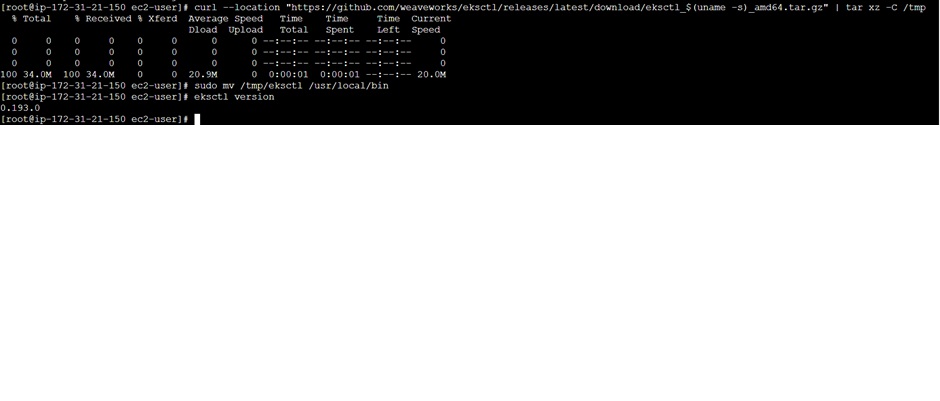 [root@ip-172-31-21-150 ec2-user]# curl --location "https://github.com/weaveworks/eksctl/releases/latest/download/eksctl_$(uname -s)_amd64.tar.gz" | tar xz -C /tmp
% Total % Received % Xferd Average Speed Time Time Time Current
Dload Upload Total Spent Left Speed
0 0 0 0 0 0 0 0 --:--:-- --:--:-- --:--:-- 0
0 0 0 0 0 0 0 0 --:--:-- --:--:-- --:--:-- 0
0 0 0 0 0 0 0 0 --:--:-- --:--:-- --:--:-- 0
100 34.0M 100 34.0M 0 0 20.9M 0 0:00:01 0:00:01 --:--:-- 20.0M
[root@ip-172-31-21-150 ec2-user]# sudo mv /tmp/eksctl /usr/local/bin
[root@ip-172-31-21-150 ec2-user]# eksctl version
0.193.0
[root@ip-172-31-21-150 ec2-user]#